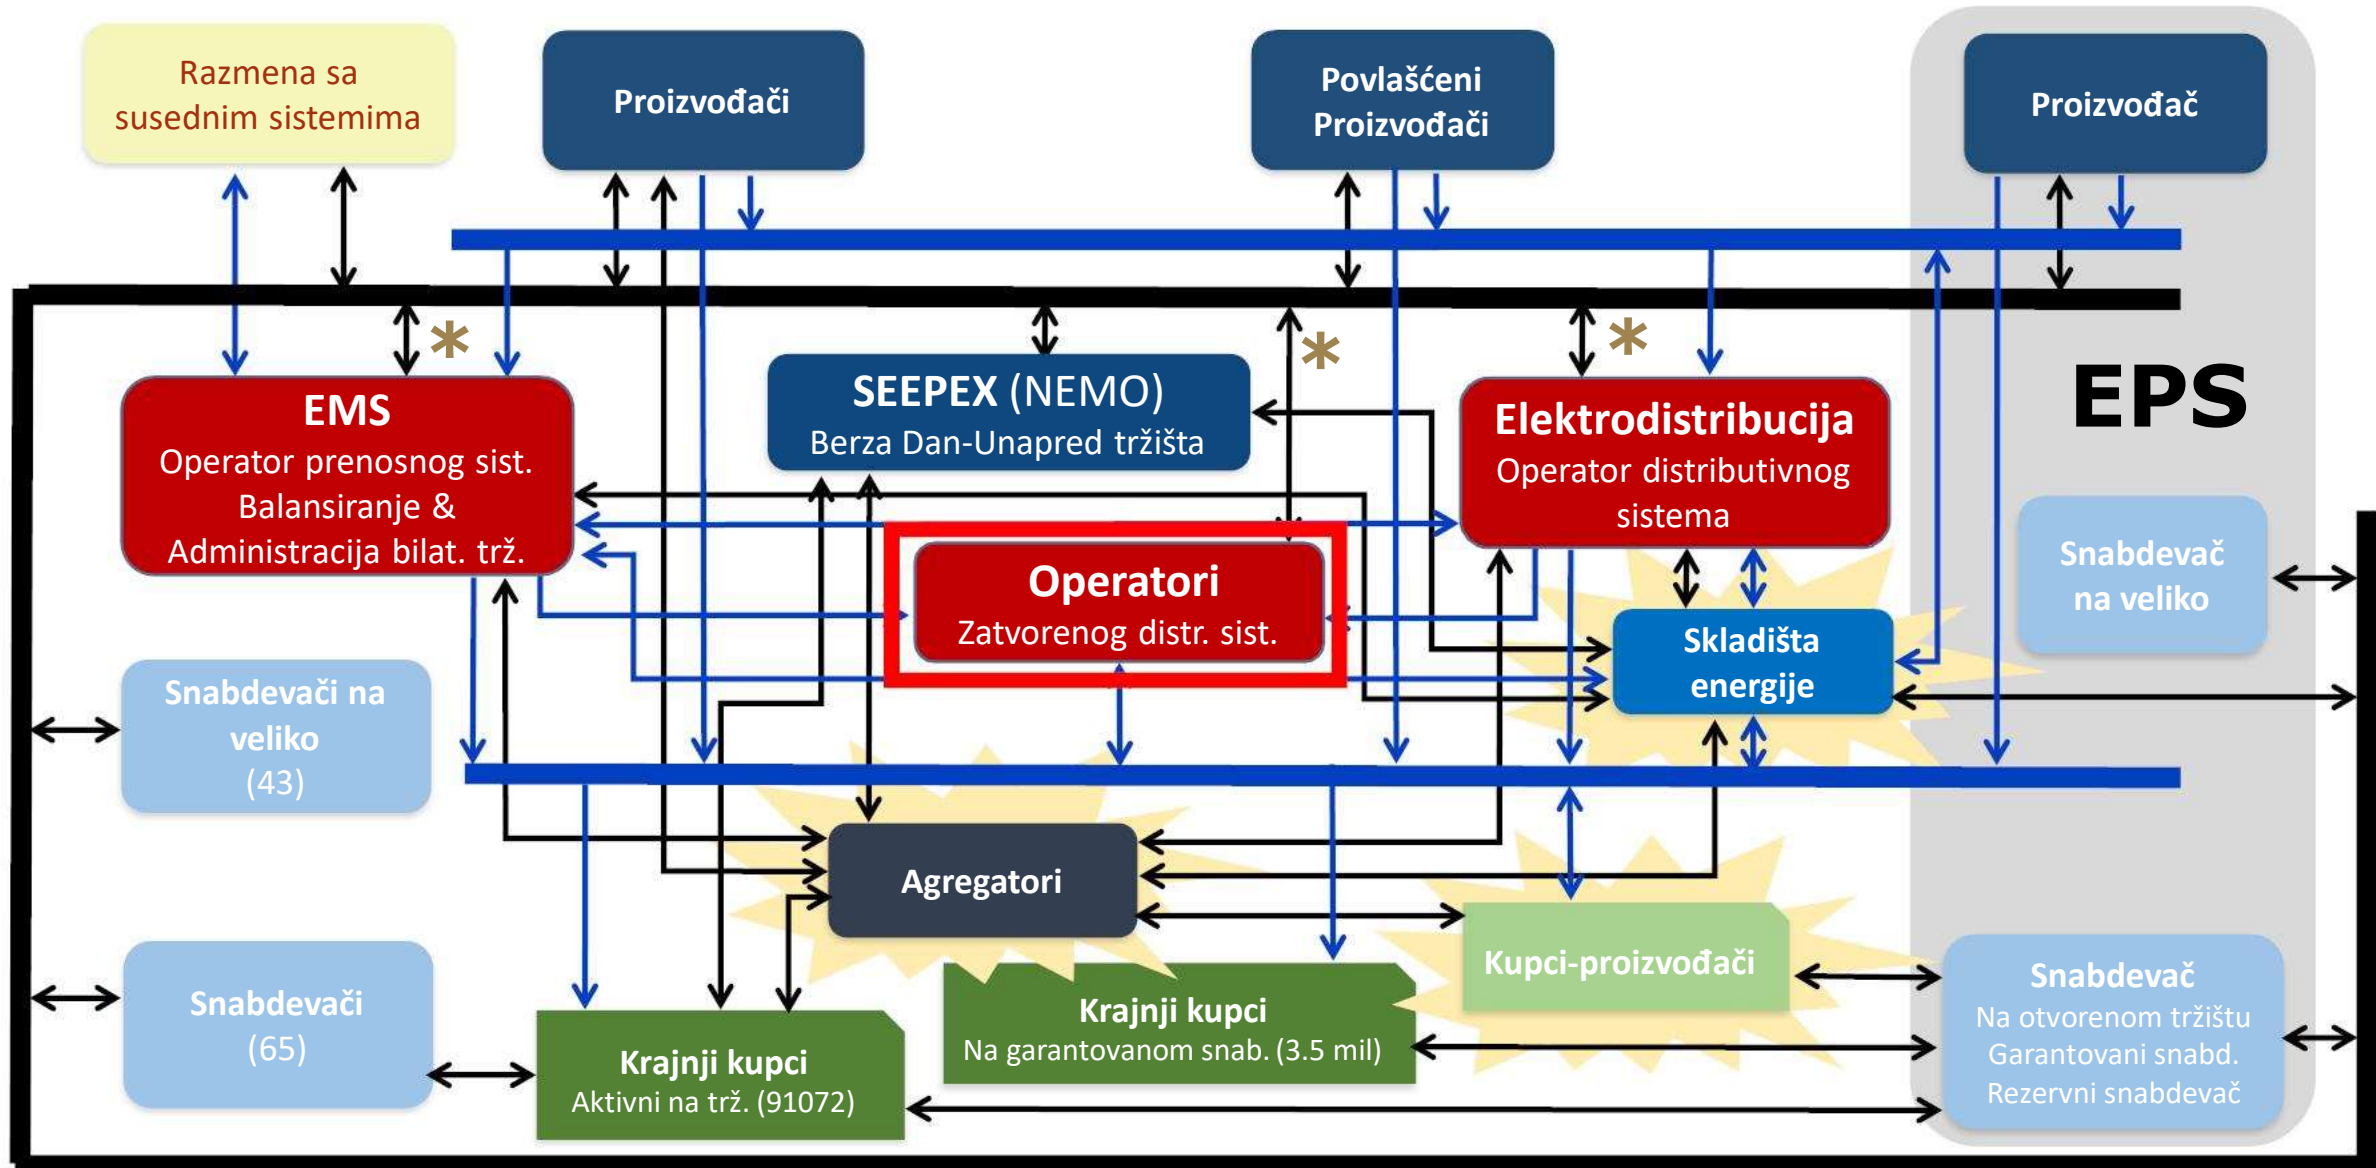 Razmena sa
susednim sistemima
Proizvođači
Povlašćeni
Proizvođači
Proizvođač
*
*
*
EMS
Operator prenosnog sist.
Balansiranje &
Administracija bilat. trž.
SEEPEX (NEMO)
Berza Dan-Unapred tržišta
Elektrodistribucija
Operator distributivnog
sistema
EPS
Operatori
Zatvorenog distr. sist.
Snabdevač
na veliko
Skladišta
energije
Snabdevači na
veliko
(43)
Agregatori
Kupci-proizvođači
Snabdevači
(65)
Krajnji kupci
Aktivni na trž. (91072)
Krajnji kupci
Na garantovanom snab. (3.5 mil)
Snabdevač
Na otvorenom tržištu
Garantovani snabd.
Rezervni snabdevač